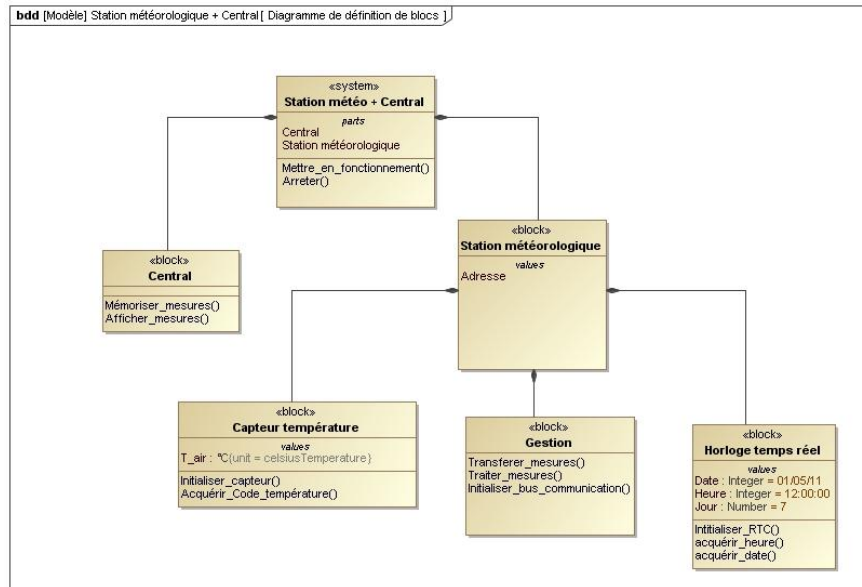 bdd [Modèle] Station météorologique + Central[ Diagramme de définition de blocs ]
«system»
Station météo + Central
parts
Central
Station météorologique
Mettre_en_fonctionnement()
Arreter()
«block»
Central
Mémoriser_mesures()
Afficher_mesures()
«block»
Station météorologique
values
Adresse
«block»
Capteur température
values
T_air : °C{unit = celsiusTemperature}
Initialiser_capteur()
Acquérir_Code_température()
«block»
Gestion
Transferer_mesures()
Traiter_mesures()
Initialiser_bus_communication()
«block»
Horloge temps réel
values
Date : Integer = 01/05/11
Heure : Integer = 12:00:00
Jour : Number = 7
Intitialiser_RTC()
acquérir_heure()
acquérir_date()